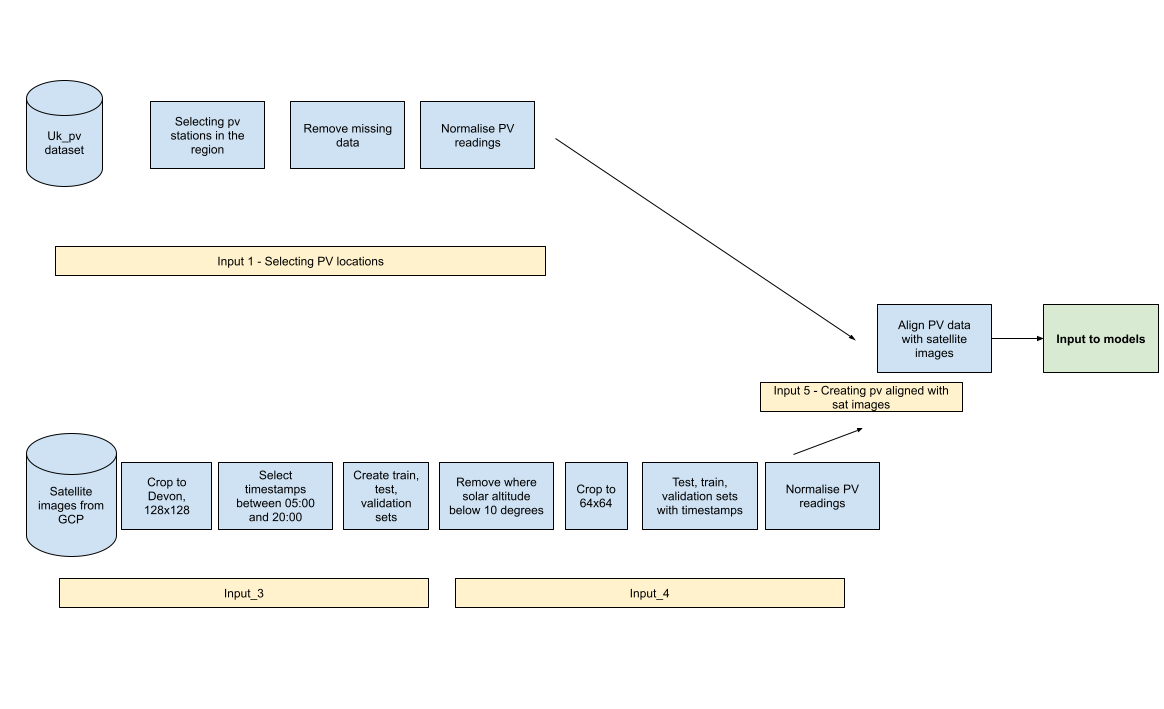 Uk_pv
dataset
Selecting pv
stations in the
region
Remove missing
data
Normalise PV
readings
Input 1 - Selecting PV locations
Align PV data
with satellite
images
Input to models
Input 5 - Creating pv aligned with
sat images
Satellite
images from
GCP
Crop to
Devon,
128x128
Select
timestamps
between 05:00
and 20:00
Create train,
test,
validation
sets
Remove where
solar altitude
below 10 degrees
Crop to
64x64
Test, train,
validation sets
with timestamps
Normalise PV
readings
Input_3
Input_4